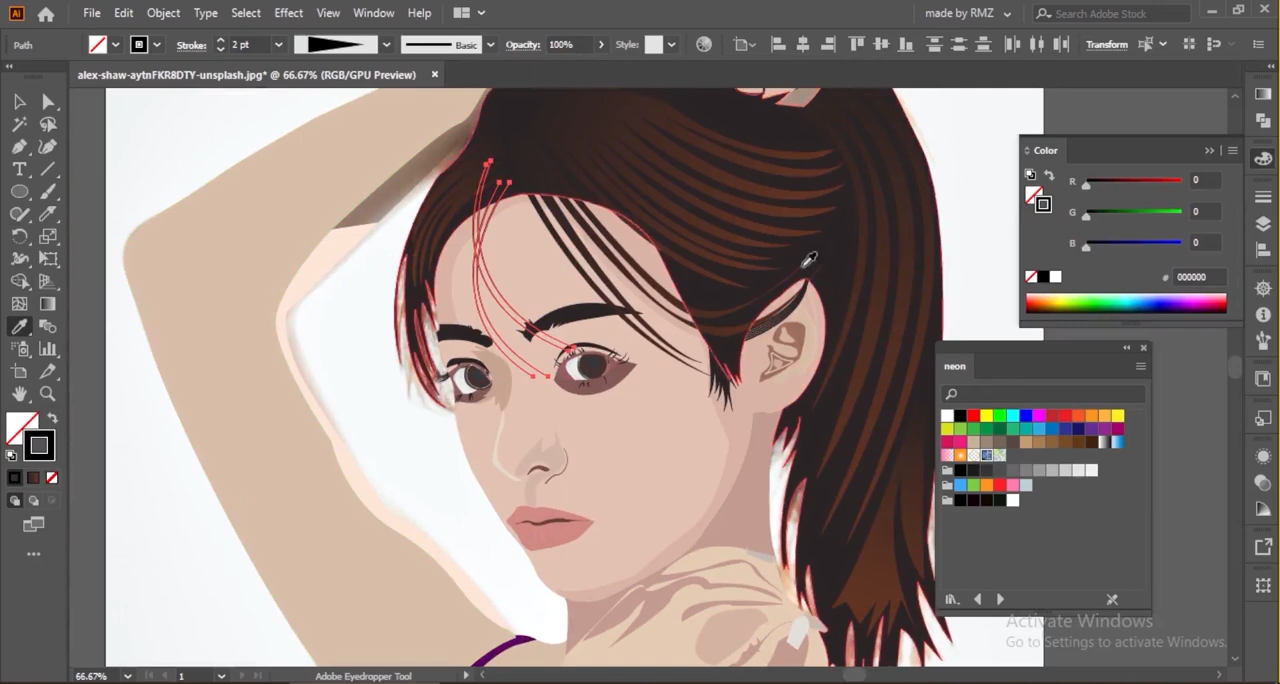 Ai File Edit Object Type Select Effect View Window Help made by RMZ Search Adobe Stock
Path Stroke: 2 pt Basic Opacity: 100% Style: Transform
alex-shaw-aytnFKR8DTY-unsplash.jpg* @ 66.67% (RGB/GPU Preview) ×
Color
R 0
G 0
B 0
# 000000
neon
Activate Windows
Go to Settings to activate Windows.
66.67% 1 Adobe Eyedropper Tool